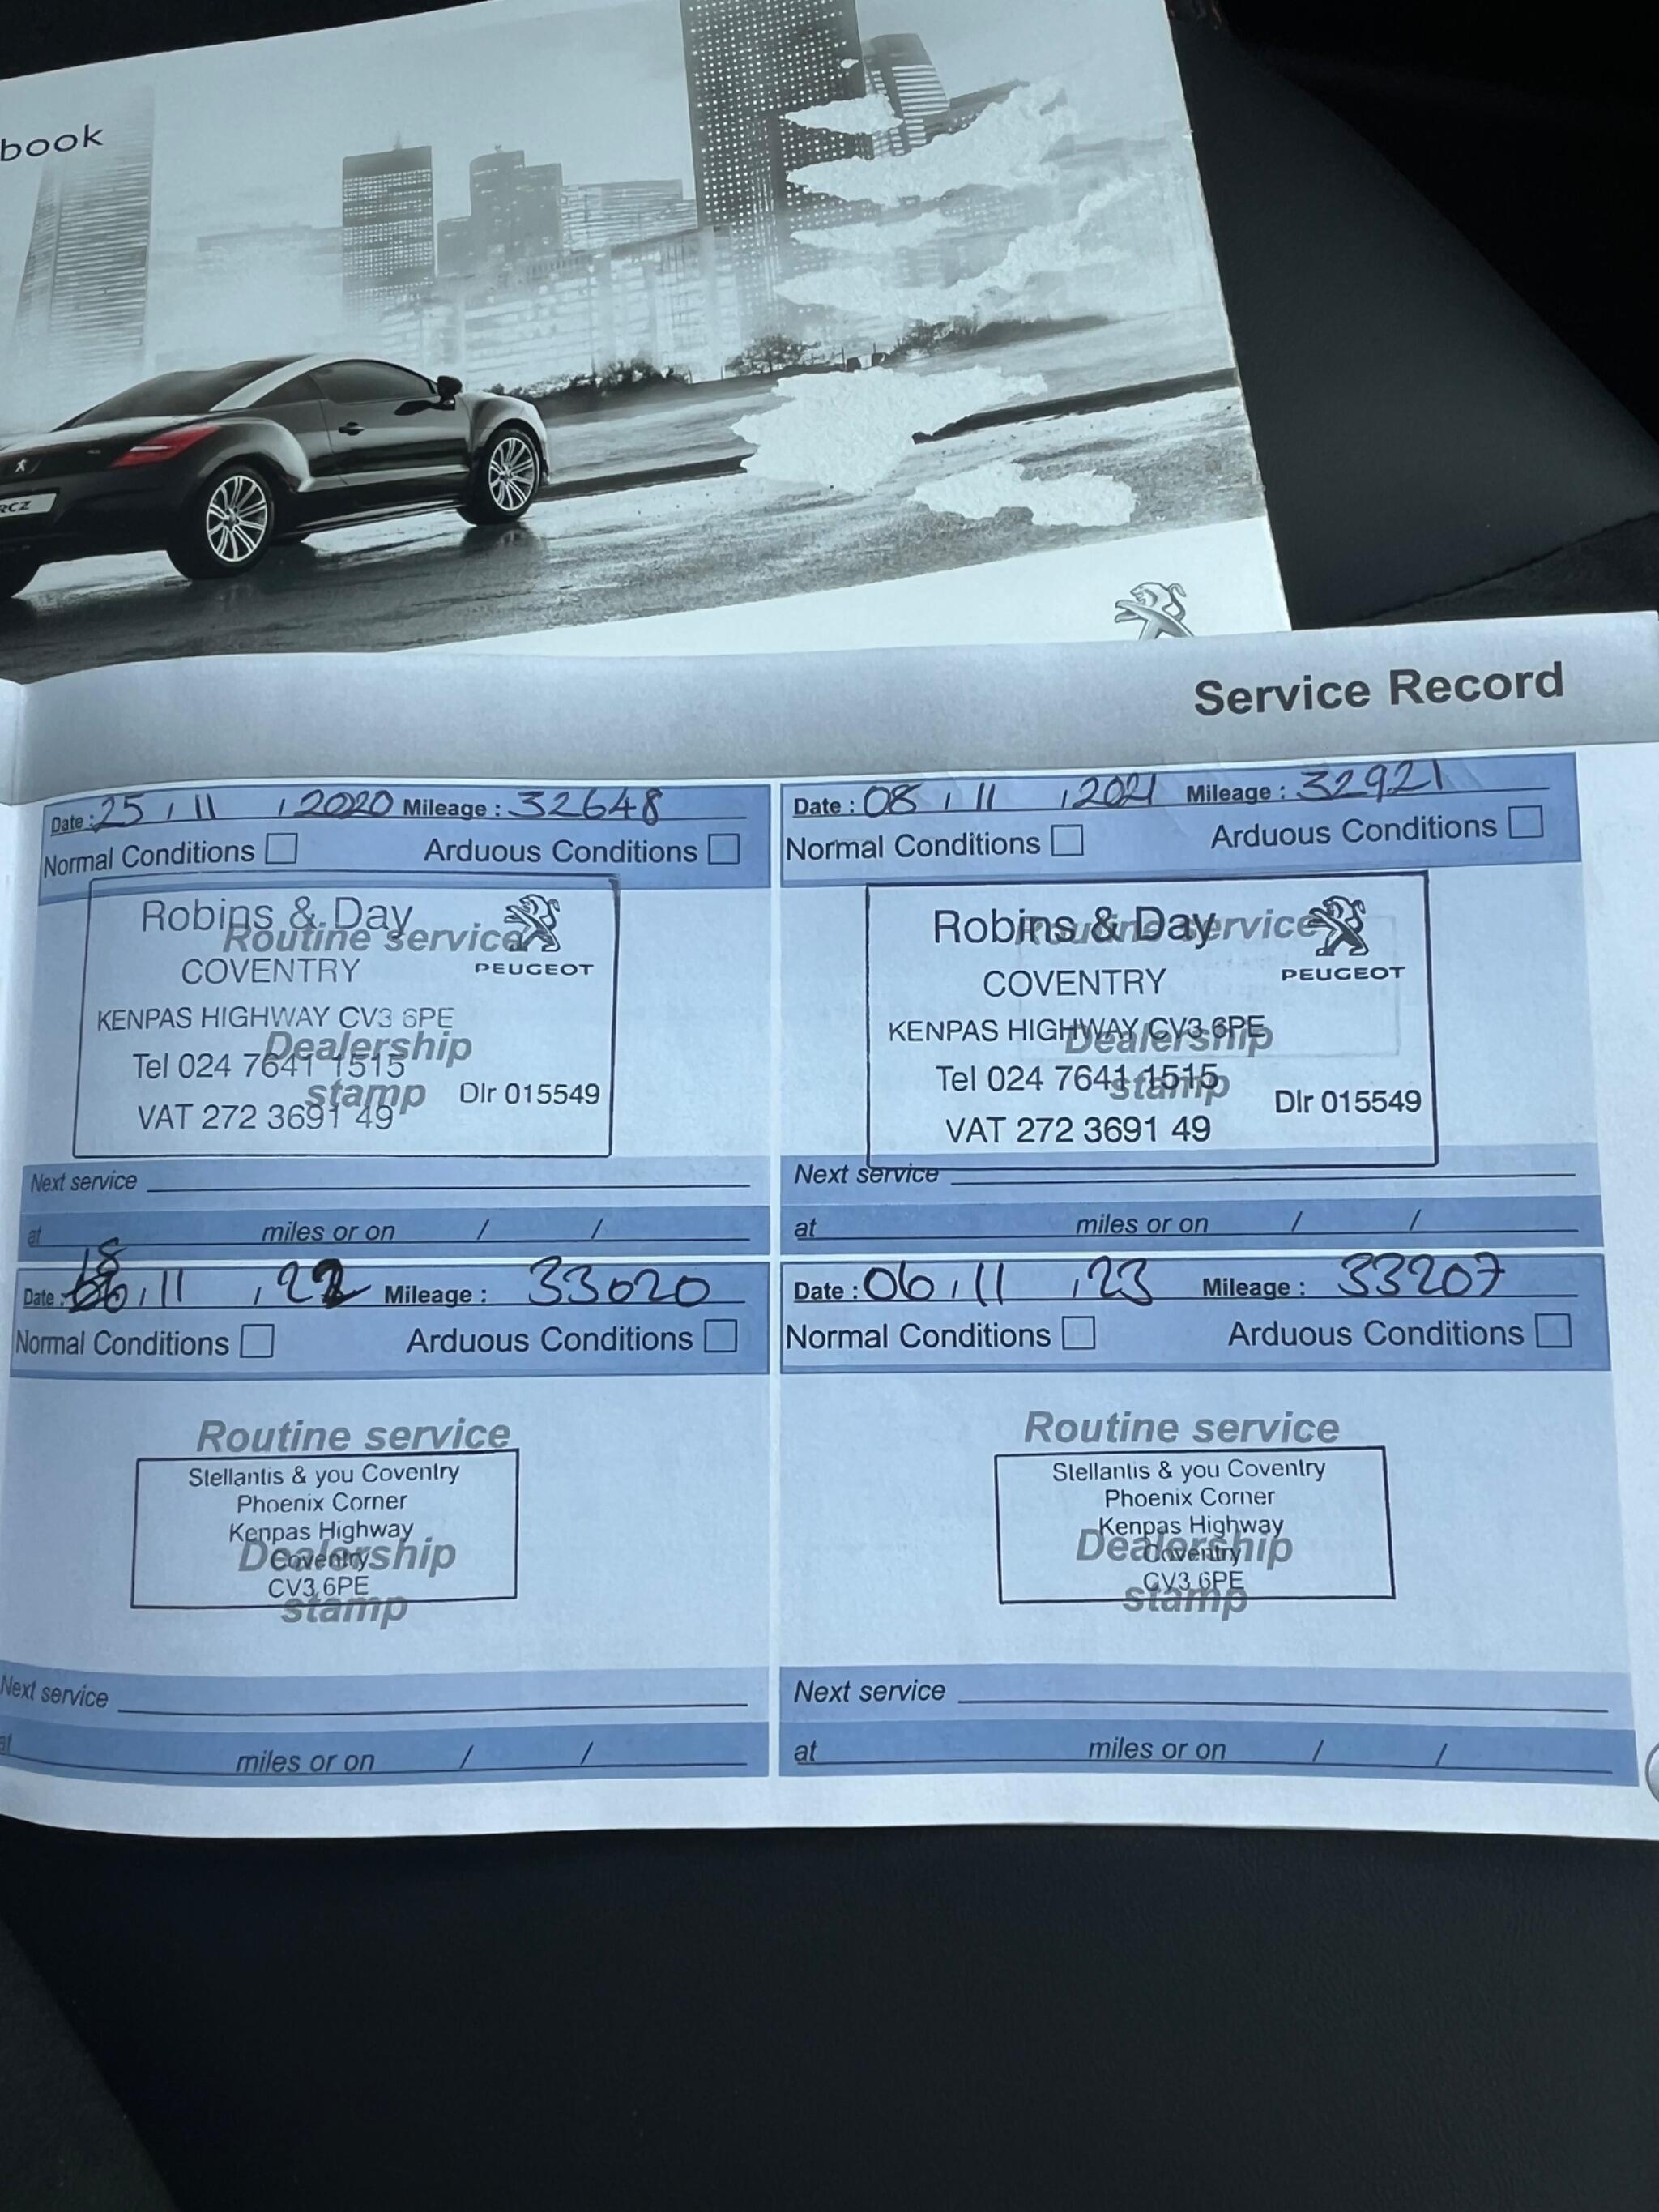 book
RCZ
Service Record
Date : 25 / 11 / 2020 Mileage : 32648
Normal Conditions Arduous Conditions
Robins & Day
Routine service
COVENTRY
PEUGEOT
KENPAS HIGHWAY CV3 6PE
Dealership
Tel 024 7641 1515
stamp
Dlr 015549
VAT 272 3691 49
Next service
at miles or on / /
Date : 08 / 11 / 2021 Mileage : 32921
Normal Conditions Arduous Conditions
Robins & Day
Routine service
COVENTRY
PEUGEOT
KENPAS HIGHWAY CV3 6PE
Dealership
Tel 024 7641 1515
stamp
Dlr 015549
VAT 272 3691 49
Next service
at miles or on / /
Date : 18 / 11 / 22 Mileage : 33020
Normal Conditions Arduous Conditions
Routine service
Stellantis & you Coventry
Phoenix Corner
Kenpas Highway
Dealership
Coventry
CV3 6PE
stamp
Next service
at miles or on / /
Date : 06 / 11 / 23 Mileage : 33207
Normal Conditions Arduous Conditions
Routine service
Stellantis & you Coventry
Phoenix Corner
Kenpas Highway
Dealership
Coventry
CV3 6PE
stamp
Next service
at miles or on / /